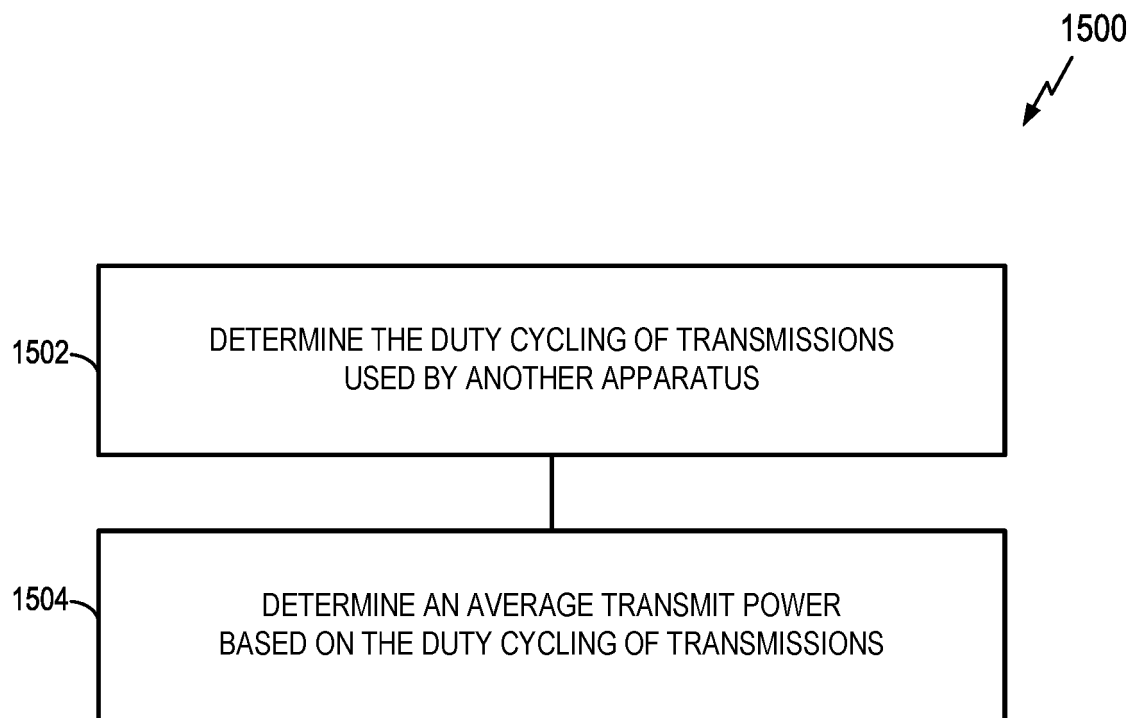 1500
1502
DETERMINE THE DUTY CYCLING OF TRANSMISSIONS
USED BY ANOTHER APPARATUS
1504
DETERMINE AN AVERAGE TRANSMIT POWER
BASED ON THE DUTY CYCLING OF TRANSMISSIONS